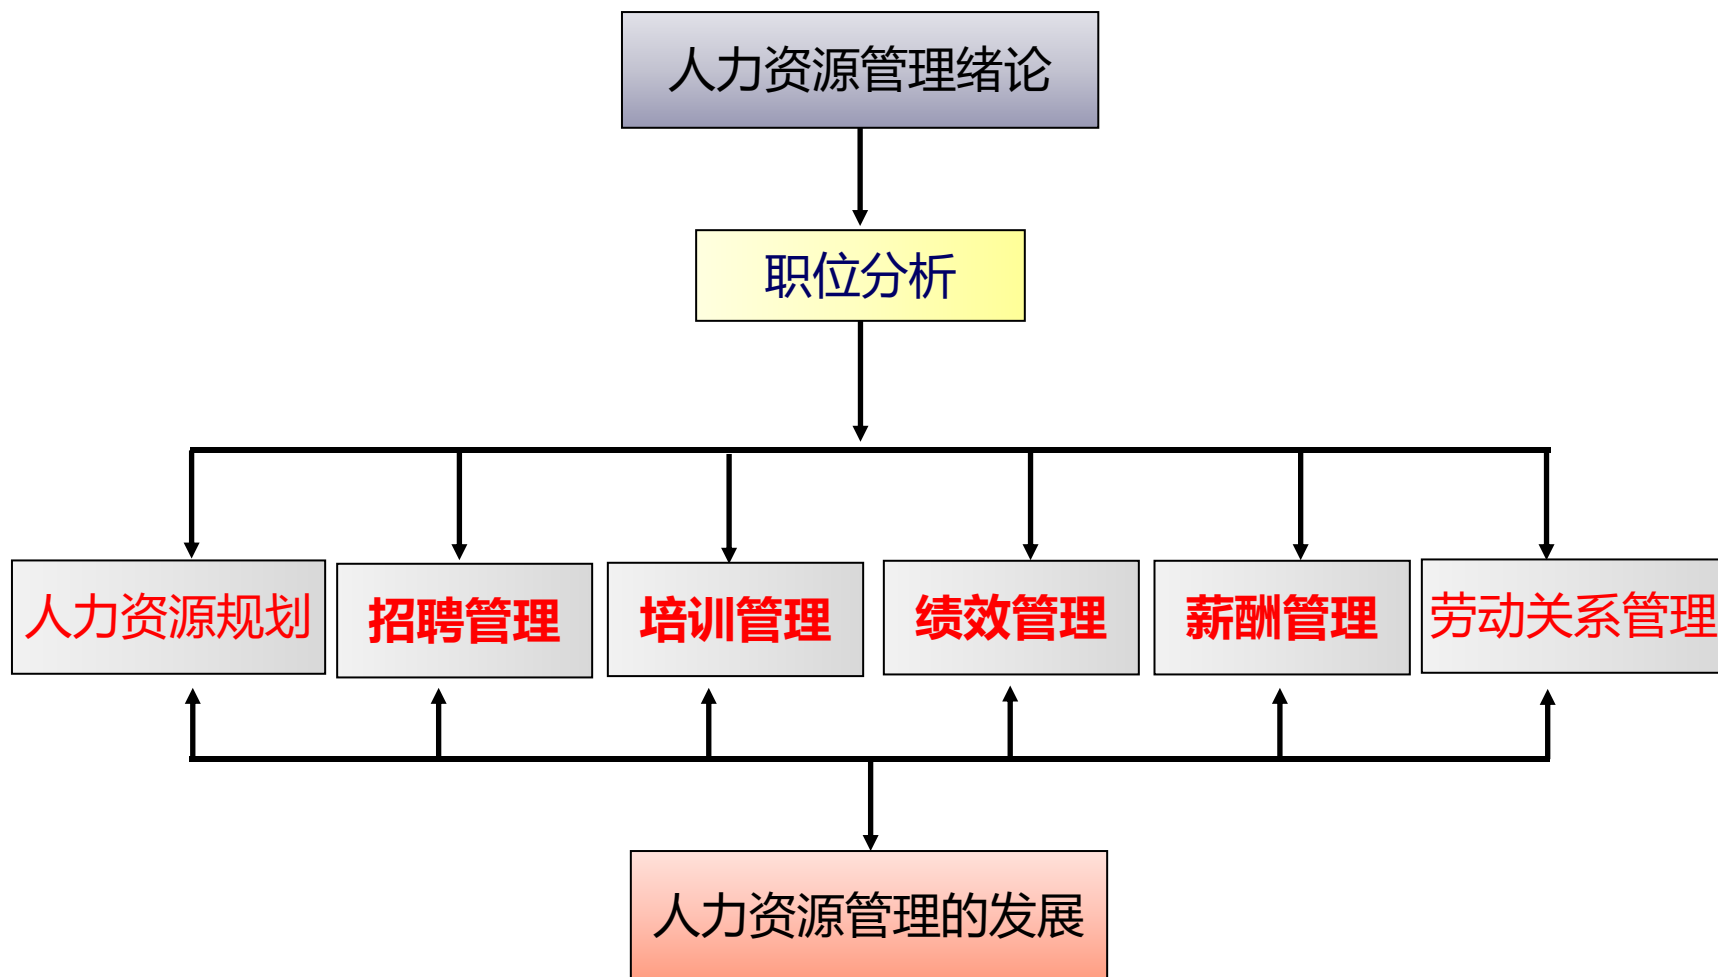 人力资源管理绪论
职位分析
人力资源规划
招聘管理
培训管理
绩效管理
薪酬管理
劳动关系管理
人力资源管理的发展